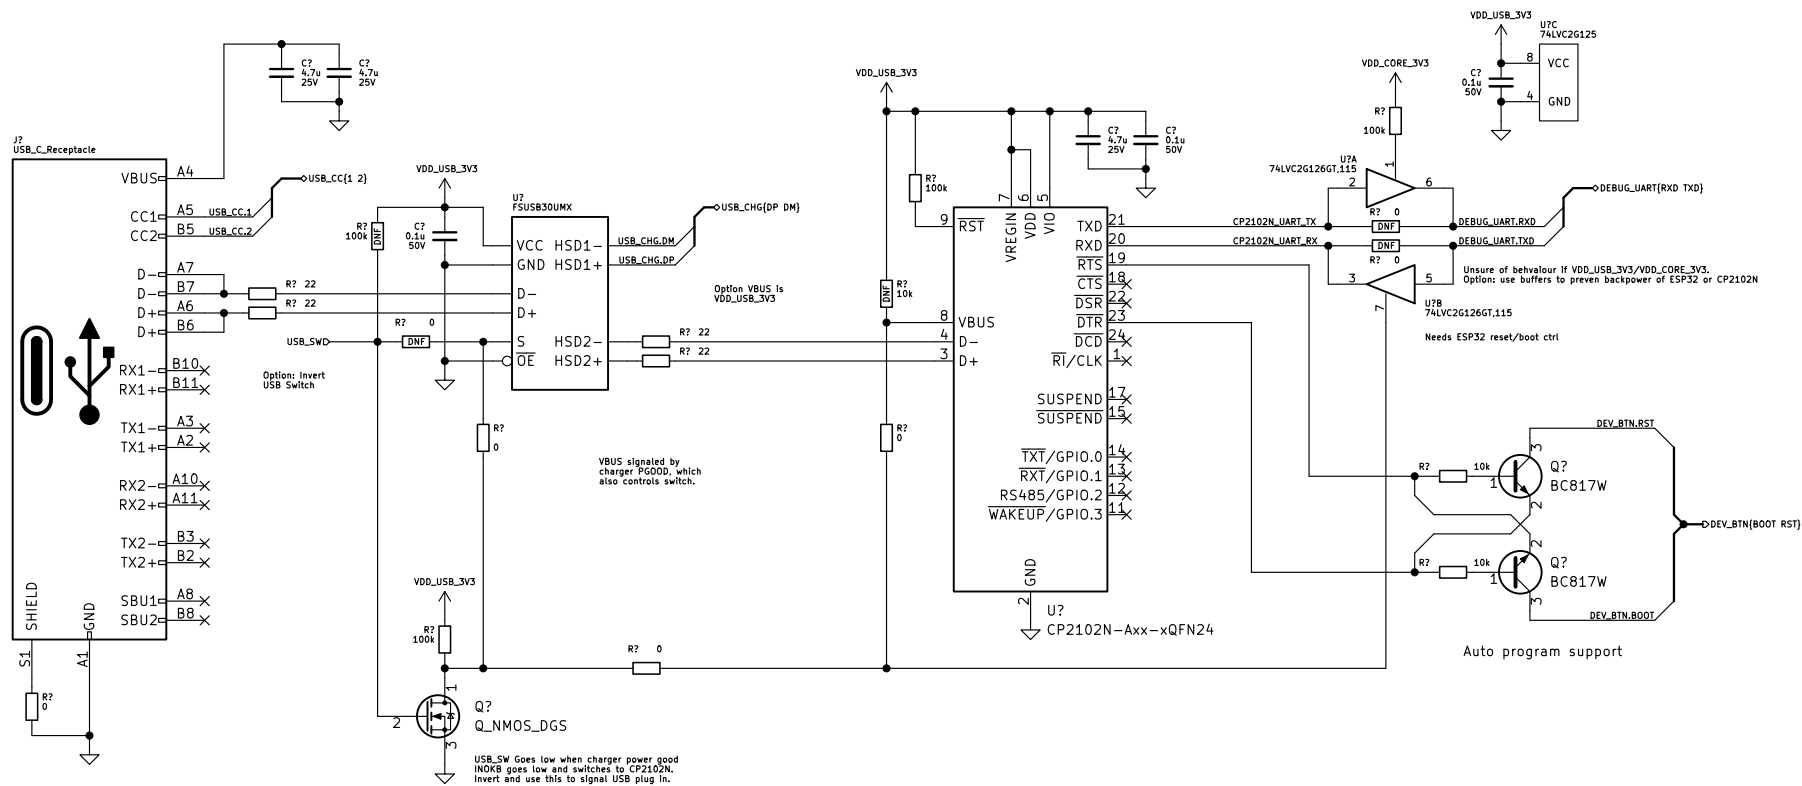 VDD_USB_3V3
U?C
74LVC2G125
8
VCC
C?
0.1u
50V
4
GND
C?
4.7u
25V
C?
4.7u
25V
VDD_CORE_3V3
R?
100k
VDD_USB_3V3
J?
USB_C_Receptacle
VBUS
A4
USB_CC{1 2}
CC1
A5
USB_CC.1
CC2
B5
USB_CC.2
D-
A7
D-
B7
R? 22
D+
A6
R? 22
D+
B6
RX1-
B10
RX1+
B11
TX1-
A3
TX1+
A2
RX2-
A10
RX2+
A11
TX2-
B3
TX2+
B2
SBU1
A8
SBU2
B8
SHIELD
GND
S1
A1
R?
0
VDD_USB_3V3
R?
100k
DNF
C?
0.1u
50V
U?
FSUSB30UMX
VCC
HSD1-
GND
HSD1+
D-
D+
S
HSD2-
OE
HSD2+
USB_CHG{DP DM}
USB_CHG.DM
USB_CHG.DP
Option VBUS is
VDD_USB_3V3
USB_SW
R? 0
DNF
R? 22
R? 22
Option: Invert
USB Switch
R?
0
VBUS signaled by
charger PGOOD, which
also controls switch.
VDD_USB_3V3
R?
100k
R? 0
1
2
3
Q?
Q_NMOS_DGS
USB_SW Goes low when charger power good
INOKB goes low and switches to CP2102N.
Invert and use this to signal USB plug in.
R?
100k
C?
4.7u
25V
C?
0.1u
50V
R?
10k
DNF
R?
0
7
6
5
9
RST
VREGIN
VDD
VIO
8
VBUS
4
D-
3
D+
TXD
21
RXD
20
RTS
19
CTS
18
DSR
22
DTR
23
DCD
24
RI/CLK
1
SUSPEND
17
SUSPEND
15
TXT/GPIO.0
14
RXT/GPIO.1
13
RS485/GPIO.2
12
WAKEUP/GPIO.3
11
GND
2
U?
CP2102N-Axx-xQFN24
CP2102N_UART_TX
CP2102N_UART_RX
U?A
74LVC2G126GT,115
1
2
6
R? 0
DNF
DNF
R? 0
3
5
7
U?B
74LVC2G126GT,115
DEBUG_UART{RXD TXD}
DEBUG_UART.RXD
DEBUG_UART.TXD
Unsure of behvalour if VDD_USB_3V3/VDD_CORE_3V3.
Option: use buffers to preven backpower of ESP32 or CP2102N
Needs ESP32 reset/boot ctrl
DEV_BTN.RST
R? 10k
1
3
2
Q?
BC817W
DEV_BTN{BOOT RST}
R? 10k
1
2
3
Q?
BC817W
DEV_BTN.BOOT
Auto program support